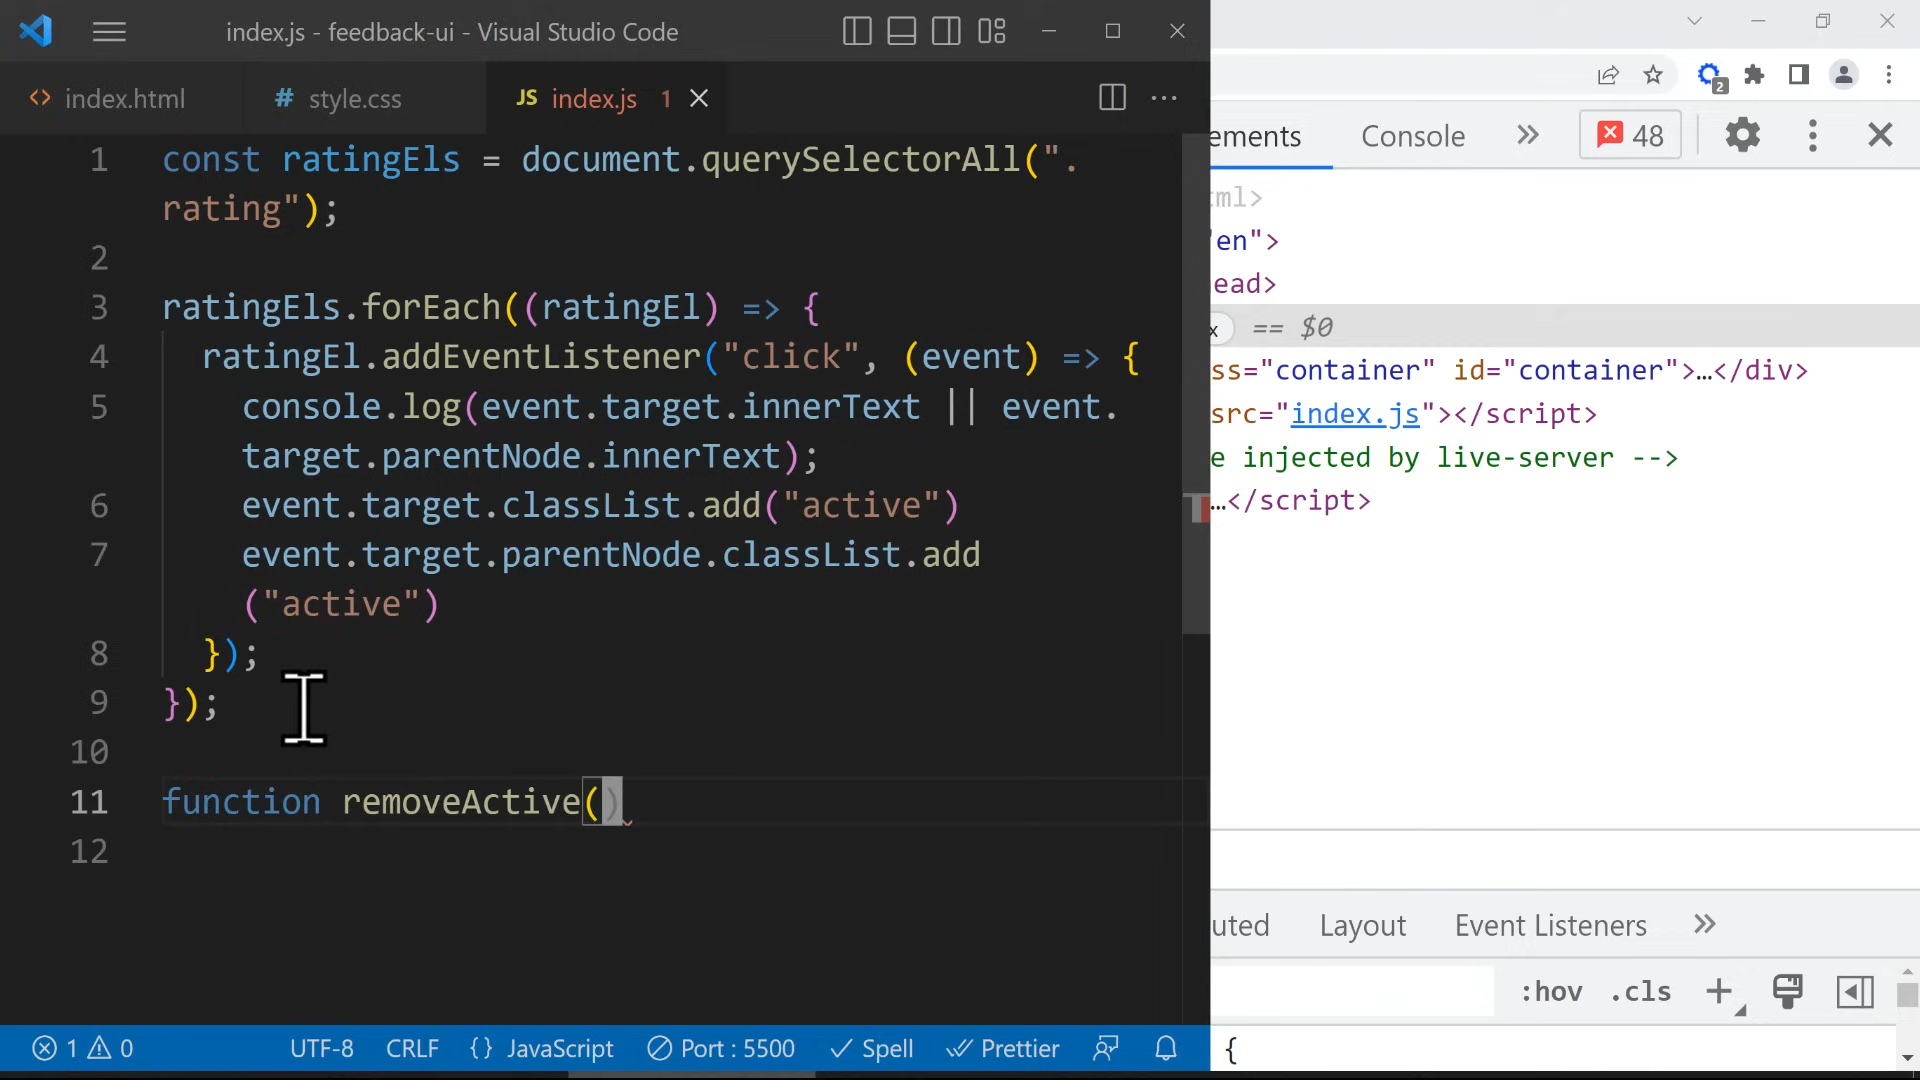 index.js - feedback-ui - Visual Studio Code
index.html
# style.css
JS index.js 1
1 const ratingEls = document.querySelectorAll(".
rating");
2
3 ratingEls.forEach((ratingEl) => {
4 ratingEl.addEventListener("click", (event) => {
5 console.log(event.target.innerText || event.
target.parentNode.innerText);
6 event.target.classList.add("active")
7 event.target.parentNode.classList.add
("active")
8 });
9 });
10
11 function removeActive()
12
1 0 UTF-8 CRLF {} JavaScript Port : 5500 Spell Prettier
2
ements Console » 48
tml>
"en">
ead>
x == $0
ss="container" id="container">…</div>
src="index.js"></script>
e injected by live-server -->
…</script>
uted Layout Event Listeners »
:hov .cls +
{